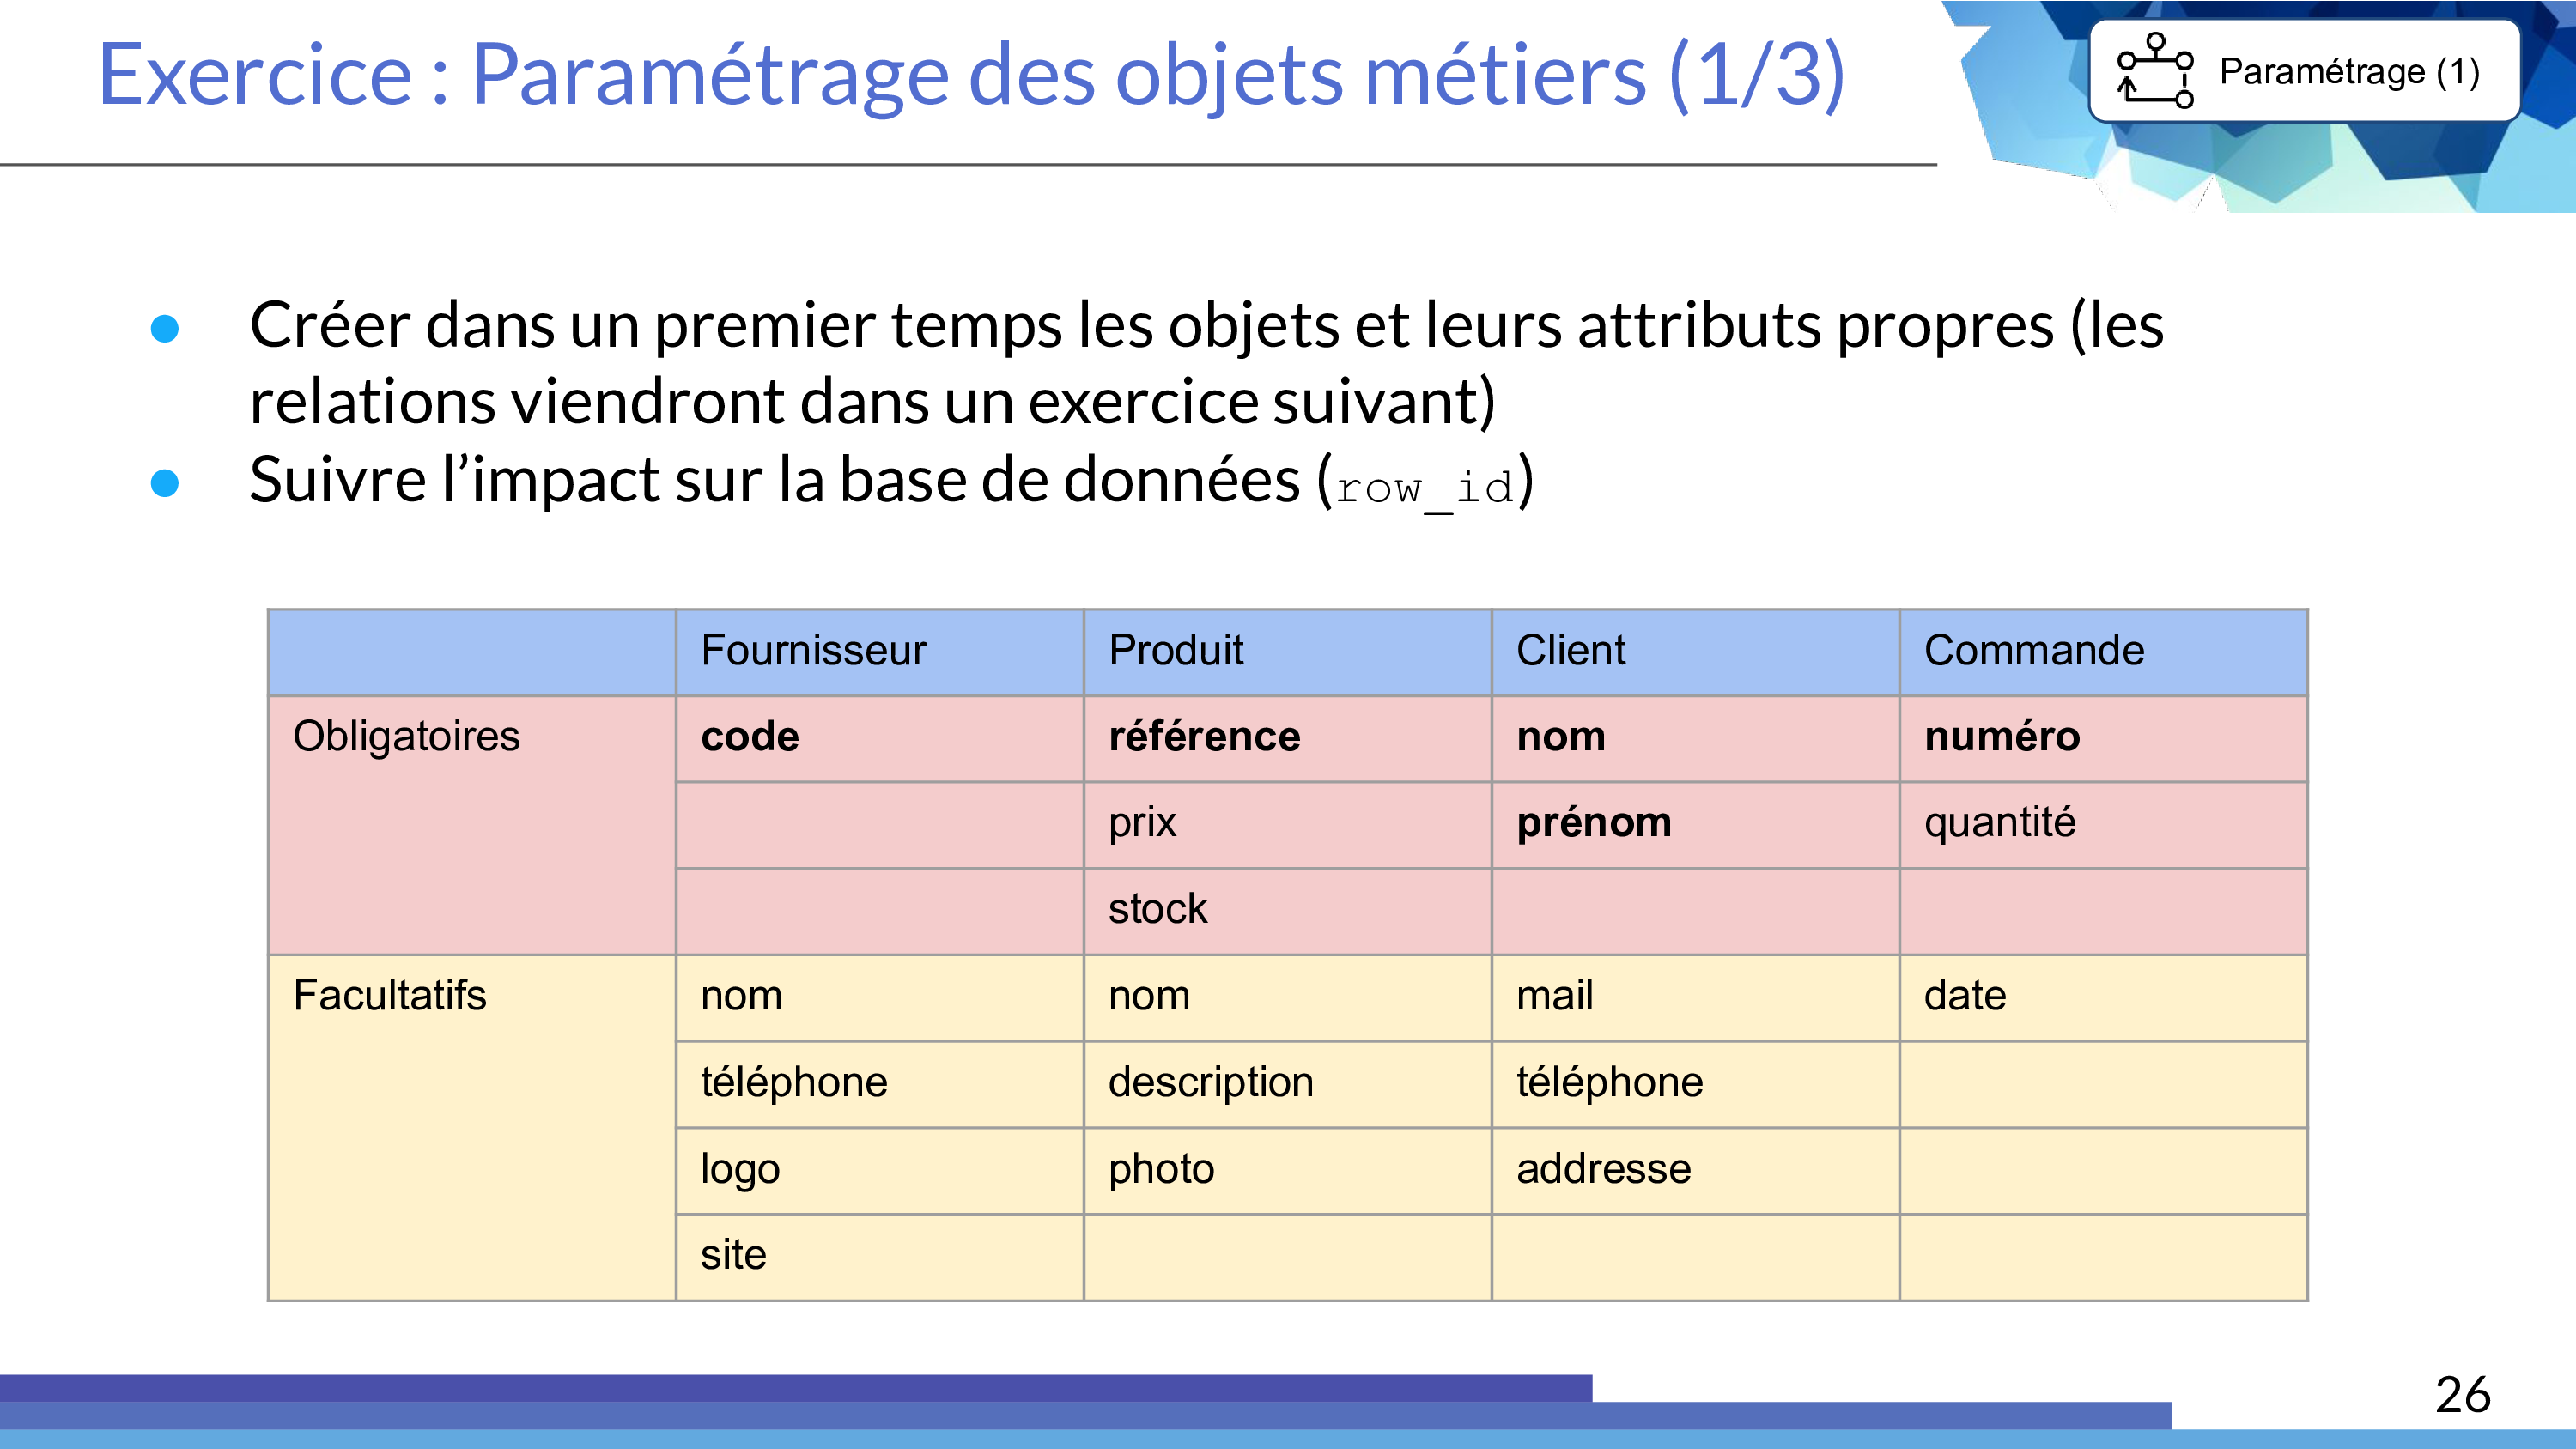 Exercice : Paramétrage des objets métiers (1/3)
Paramétrage (1)
Créer dans un premier temps les objets et leurs attributs propres (les
relations viendront dans un exercice suivant)
Suivre l’impact sur la base de données (row_id)
Fournisseur Produit Client Commande
Obligatoires code référence nom numéro
prix prénom quantité
stock
Facultatifs nom nom mail date
téléphone description téléphone
logo photo addresse
site
26